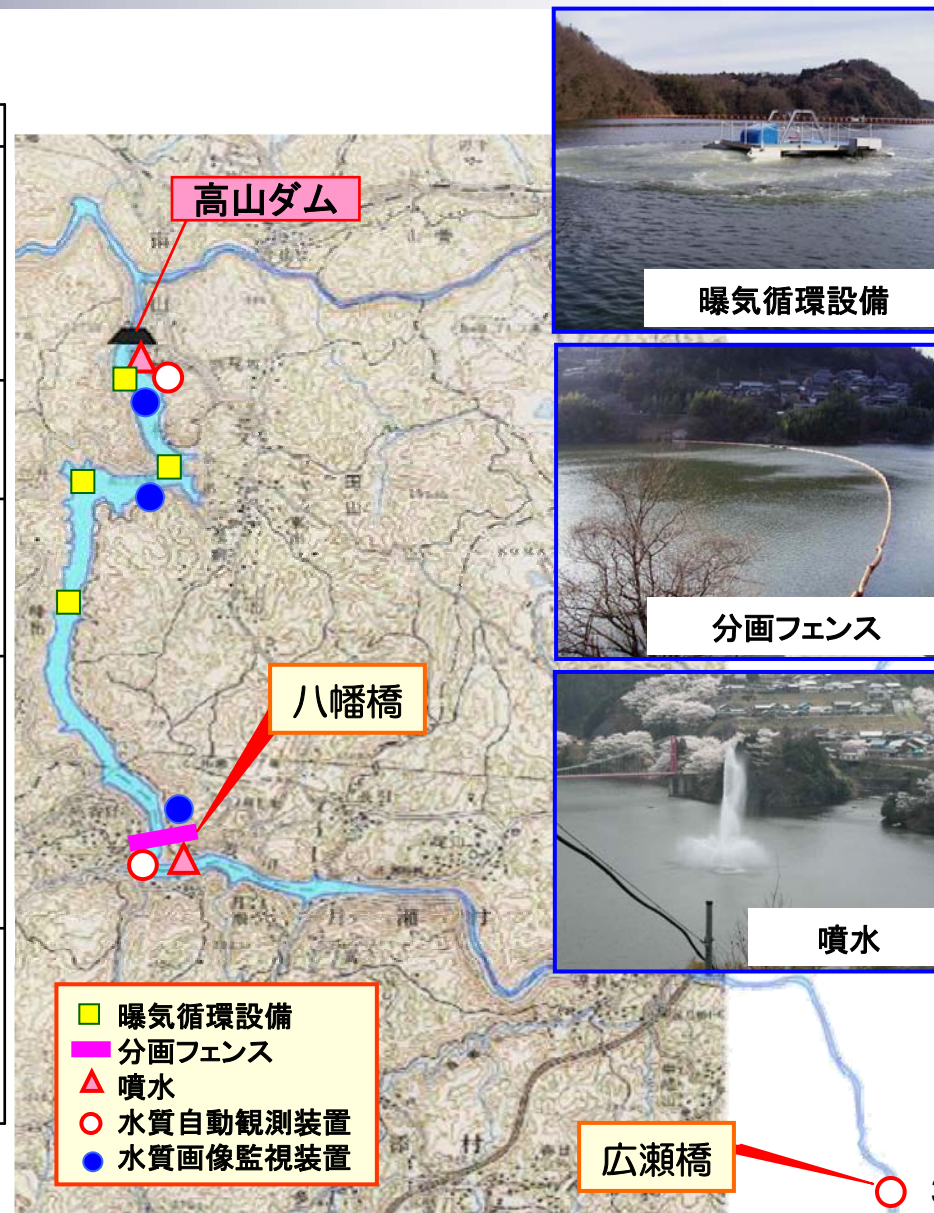 高山ダム
曝気循環設備
分画フェンス
八幡橋
噴水
曝気循環設備
分画フェンス
噴水
水質自動観測装置
水質画像監視装置
広瀬橋